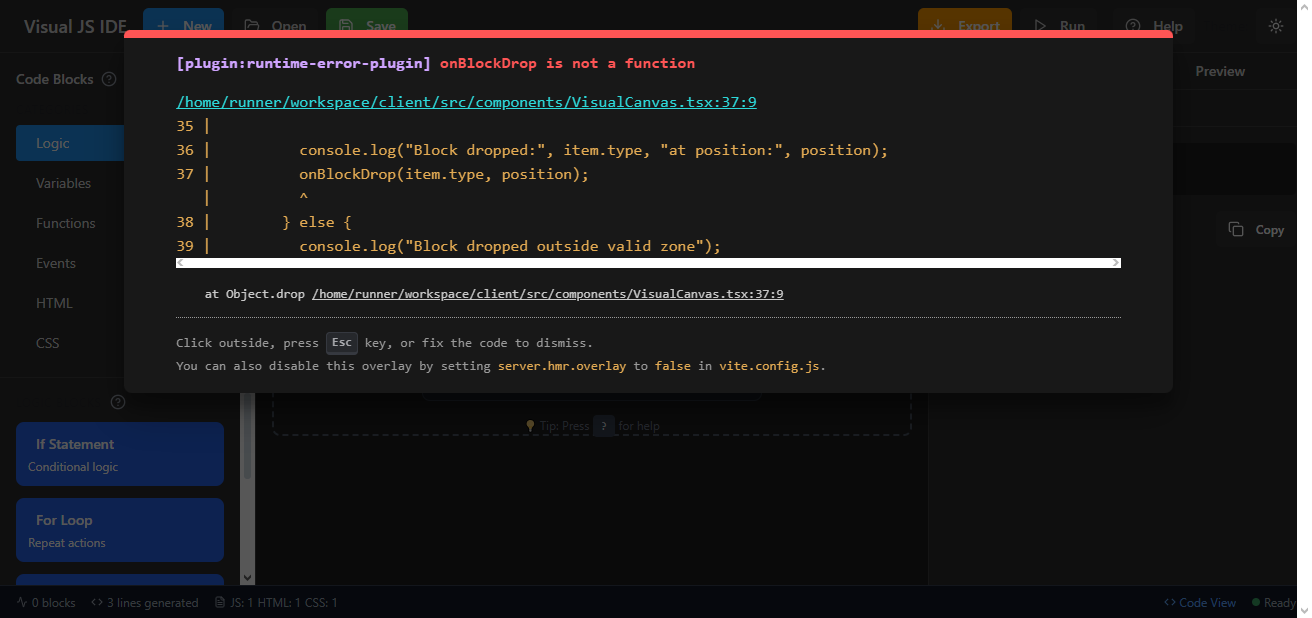 Visual JS IDE
New
Open
Save
Export
Run
Help
[plugin:runtime-error-plugin] onBlockDrop is not a function
/home/runner/workspace/client/src/components/VisualCanvas.tsx:37:9
35 |
36 | console.log("Block dropped:", item.type, "at position:", position);
37 | onBlockDrop(item.type, position);
| ^
38 | } else {
39 | console.log("Block dropped outside valid zone");
at Object.drop /home/runner/workspace/client/src/components/VisualCanvas.tsx:37:9
Click outside, press Esc key, or fix the code to dismiss.
You can also disable this overlay by setting server.hmr.overlay to false in vite.config.js.
Code Blocks
Logic
Variables
Functions
Events
HTML
CSS
If Statement
Conditional logic
For Loop
Repeat actions
Tip: Press ? for help
Preview
Copy
0 blocks
<> 3 lines generated
JS: 1 HTML: 1 CSS: 1
<> Code View
Ready